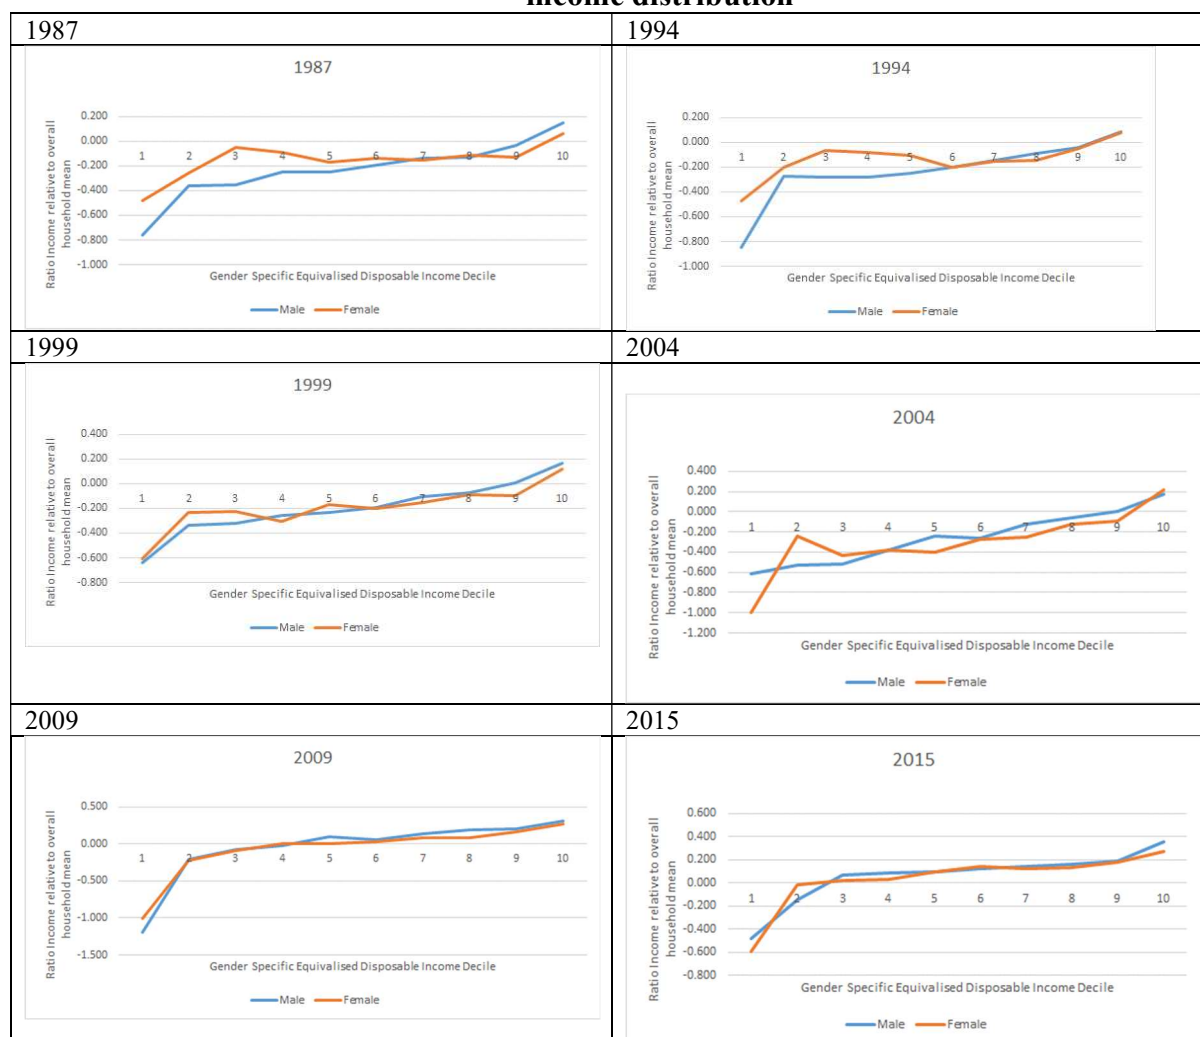 income distribution
1987
1994
1987
Ratio Income relative to overall
household mean
0.200
0.000
-0.200
-0.400
-0.600
-0.800
-1.000
1 2 3 4 5 6 7 8 9 10
Gender Specific Equivalised Disposable Income Decile
Male Female
1994
Ratio Income relative to overall
household mean
0.200
0.000
-0.200
-0.400
-0.600
-0.800
-1.000
1 2 3 4 5 6 7 8 9 10
Gender Specific Equivalised Disposable Income Decile
Male Female
1999
2004
1999
Ratio Income relative to overall
household mean
0.400
0.200
0.000
-0.200
-0.400
-0.600
-0.800
1 2 3 4 5 6 7 8 9 10
Gender Specific Equivalised Disposable Income Decile
Male Female
2004
Ratio Income relative to overall
household mean
0.400
0.200
0.000
-0.200
-0.400
-0.600
-0.800
-1.000
-1.200
1 2 3 4 5 6 7 8 9 10
Gender Specific Equivalised Disposable Income Decile
Male Female
2009
2015
2009
Ratio Income relative to overall
household mean
0.500
0.000
-0.500
-1.000
-1.500
1 2 3 4 5 6 7 8 9 10
Gender Specific Equivalised Disposable Income Decile
Male Female
2015
Ratio Income relative to overall
household mean
0.600
0.400
0.200
0.000
-0.200
-0.400
-0.600
-0.800
1 2 3 4 5 6 7 8 9 10
Gender Specific Equivalised Disposable Income Decile
Male Female